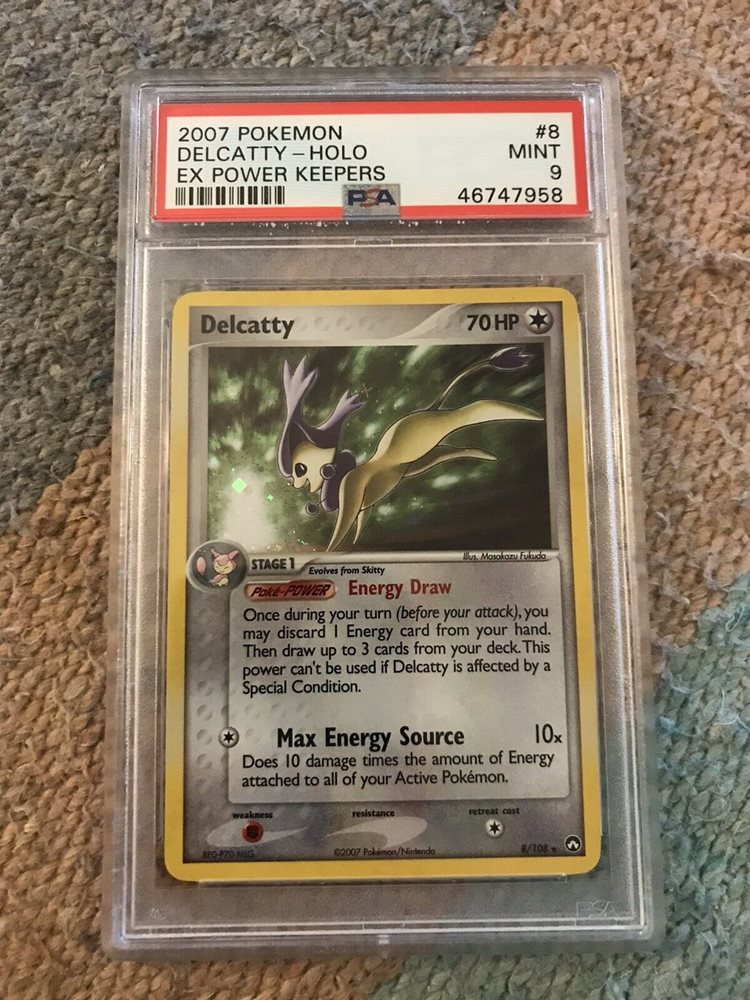 2007 POKEMON #8
DELCATTY - HOLO MINT
EX POWER KEEPERS 9
PSA 46747958
Delcatty 70 HP
Illus. Masakazu Fukuda
STAGE 1 Evolves from Skitty
Poké-POWER Energy Draw
Once during your turn (before your attack), you
may discard 1 Energy card from your hand.
Then draw up to 3 cards from your deck. This
power can't be used if Delcatty is affected by a
Special Condition.
Max Energy Source 10x
Does 10 damage times the amount of Energy
attached to all of your Active Pokémon.
weakness resistance retreat cost
©2007 Pokémon/Nintendo 8/108
PSA